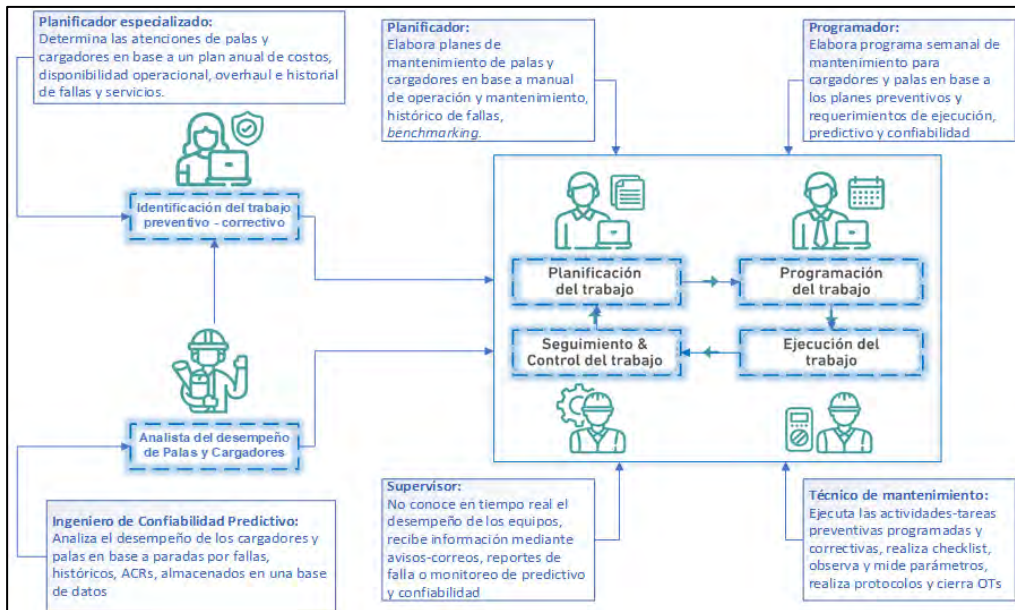 Planificador especializado:
Determina las atenciones de palas y
cargadores en base a un plan anual de costos,
disponibilidad operacional, overhaul e historial
de fallas y servicios.
Planificador:
Elabora planes de
mantenimiento de palas y
cargadores en base a manual
de operación y mantenimiento,
histórico de fallas,
benchmarking.
Programador:
Elabora programa semanal de
mantenimiento para
cargadores y palas en base a
los planes preventivos y
requerimientos de ejecución,
predictivo y confiabilidad
Identificación del trabajo
preventivo - correctivo
Planificación
del trabajo
Programación
del trabajo
Seguimiento &
Control del trabajo
Ejecución del
trabajo
Analista del desempeño
de Palas y Cargadores
Ingeniero de Confiabilidad Predictivo:
Analiza el desempeño de los cargadores y
palas en base a paradas por fallas,
históricos, ACRs, almacenados en una base
de datos
Supervisor:
No conoce en tiempo real el
desempeño de los equipos,
recibe información mediante
avisos-correos, reportes de
falla o monitoreo de predictivo
y confiabilidad
Técnico de mantenimiento:
Ejecuta las actividades-tareas
preventivas programadas y
correctivas, realiza checklist,
observa y mide parámetros,
realiza protocolos y cierra OTs